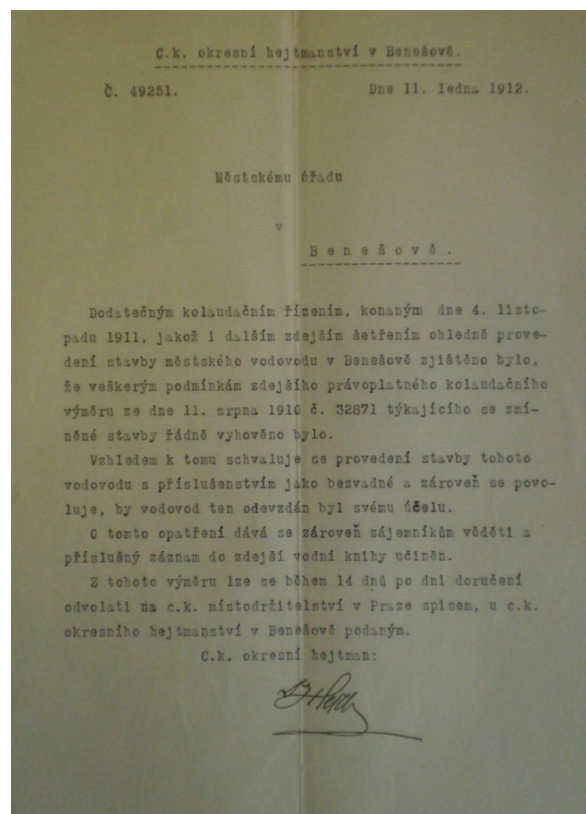 C.k. okresní hejtmanství v Benešově.
Č. 49251. Dne 11. ledna 1912.
Městskému úřadu
v
Benešově.
Dodatečným kolaudačním řízením, konaným dne 4. listo-
padu 1911, jakož i dalším zdejším šetřením ohledně prove-
dení stavby městského vodovodu v Benešově zjištěno bylo,
že veškerým podmínkám zdejšího právoplatného kolaudačního
výměru ze dne 11. srpna 1910 č. 32871 týkajícího se zmí-
něné stavby řádně vyhověno bylo.
Vzhledem k tomu schvaluje se provedení stavby tohoto
vodovodu s příslušenstvím jako bezvadné a zároveň se povo-
luje, by vodovod ten odevzdán byl svému účelu.
O tomto opatření dává se zároveň zájemníkům věděti a
příslušný záznam do zdejší vodní knihy učiněn.
Z tohoto výměru lze se během 14 dnů po dni doručení
odvolati na c.k. místodržitelství v Praze spisem, u c.k.
okresního hejtmanství v Benešově podaným.
C.k. okresní hejtman: